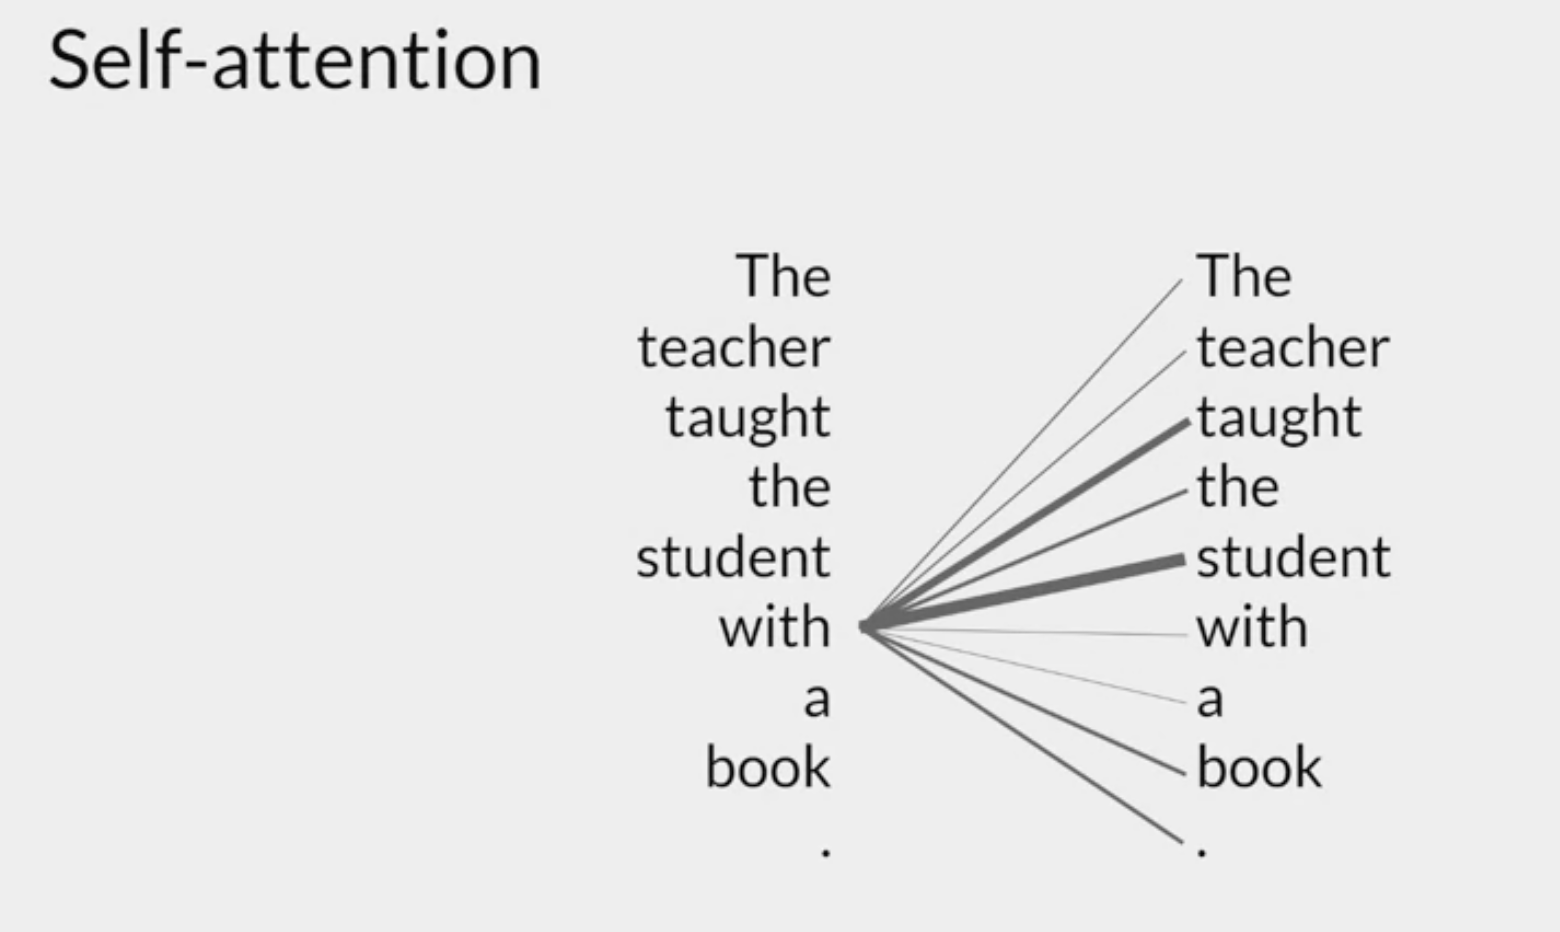 Self-attention
The The
teacher teacher
taught taught
the the
student student
with with
a a
book book
. .